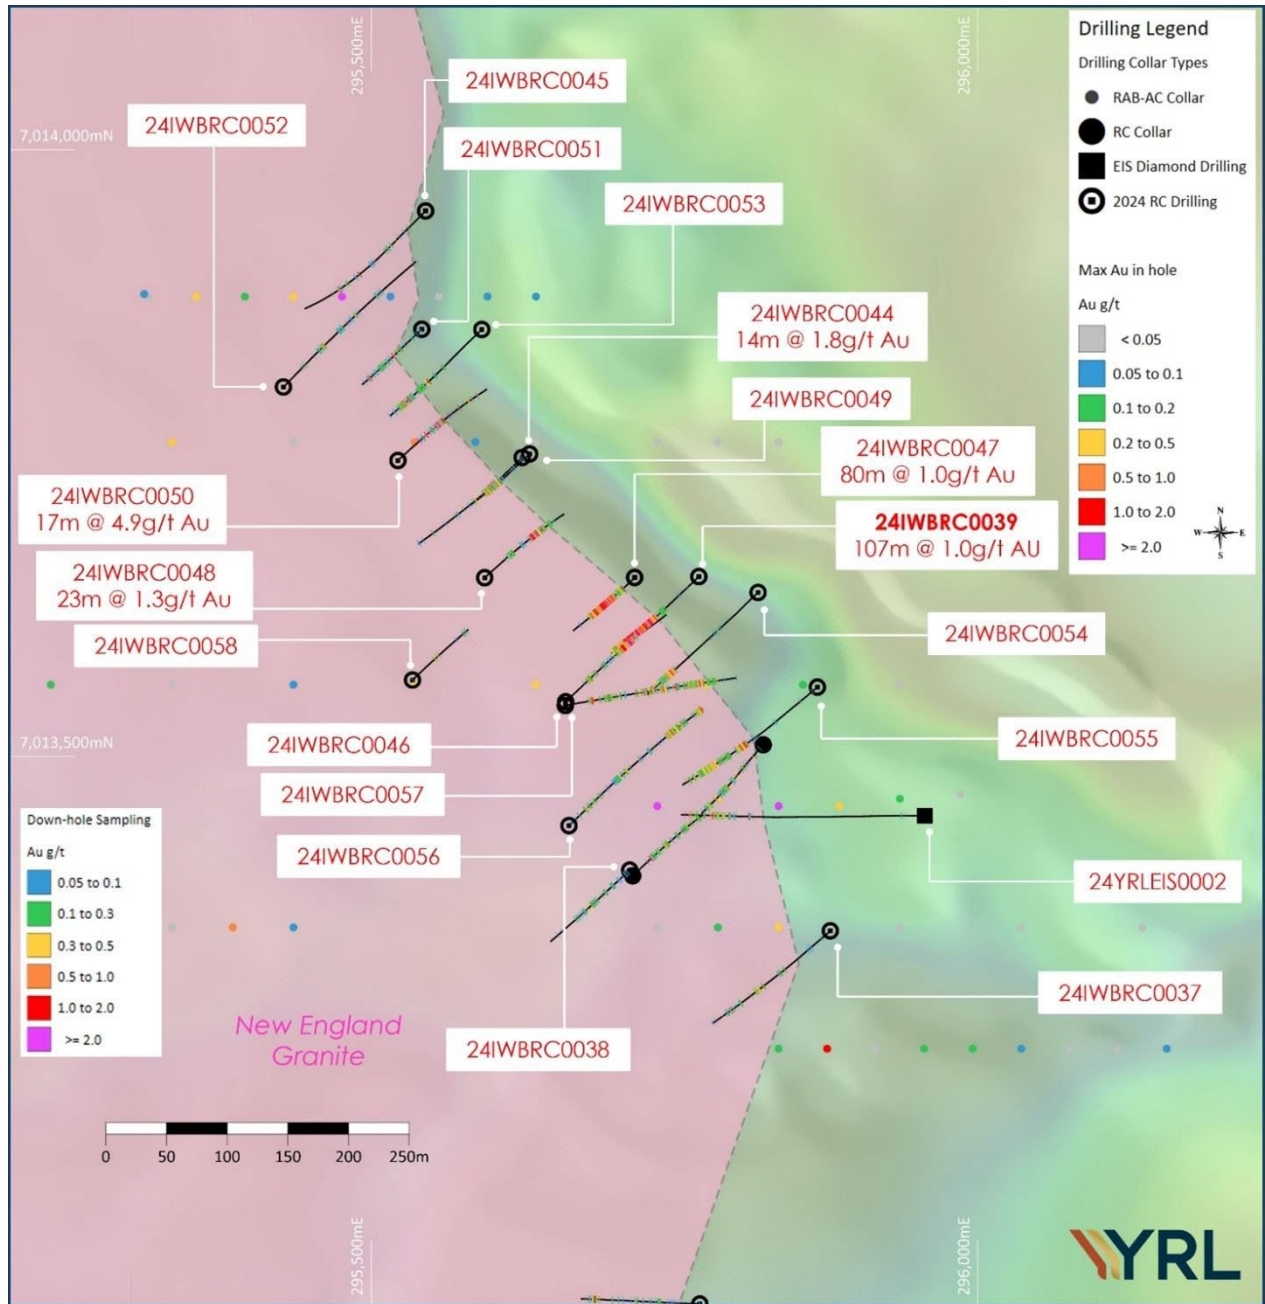 295,500mE
296,000mE
Drilling Legend
Drilling Collar Types
RAB-AC Collar
RC Collar
EIS Diamond Drilling
2024 RC Drilling
Max Au in hole
Au g/t
< 0.05
0.05 to 0.1
0.1 to 0.2
0.2 to 0.5
0.5 to 1.0
1.0 to 2.0
>= 2.0
N
W
E
S
24IWBRC0045
24IWBRC0052
7,014,000mN
24IWBRC0051
24IWBRC0053
24IWBRC0044
14m @ 1.8g/t Au
24IWBRC0049
24IWBRC0047
80m @ 1.0g/t Au
24IWBRC0050
17m @ 4.9g/t Au
24IWBRC0039
107m @ 1.0g/t AU
24IWBRC0048
23m @ 1.3g/t Au
24IWBRC0058
24IWBRC0054
24IWBRC0046
24IWBRC0055
7,013,500mN
24IWBRC0057
24IWBRC0056
24YRLEIS0002
Down-hole Sampling
Au g/t
0.05 to 0.1
0.1 to 0.3
0.3 to 0.5
0.5 to 1.0
1.0 to 2.0
>= 2.0
24IWBRC0037
New England
Granite
24IWBRC0038
0 50 100 150 200 250m
295,500mE
296,000mE
YRL